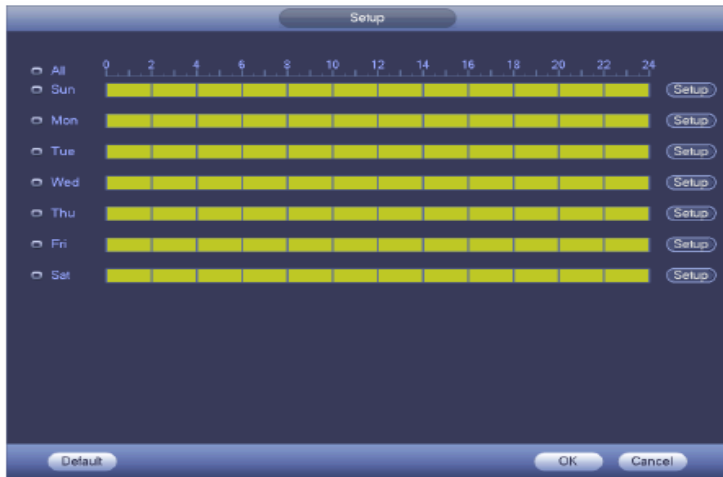 Setup
All 0 2 4 6 8 10 12 14 16 18 20 22 24
Sun Setup
Mon Setup
Tue Setup
Wed Setup
Thu Setup
Fri Setup
Sat Setup
Default OK Cancel